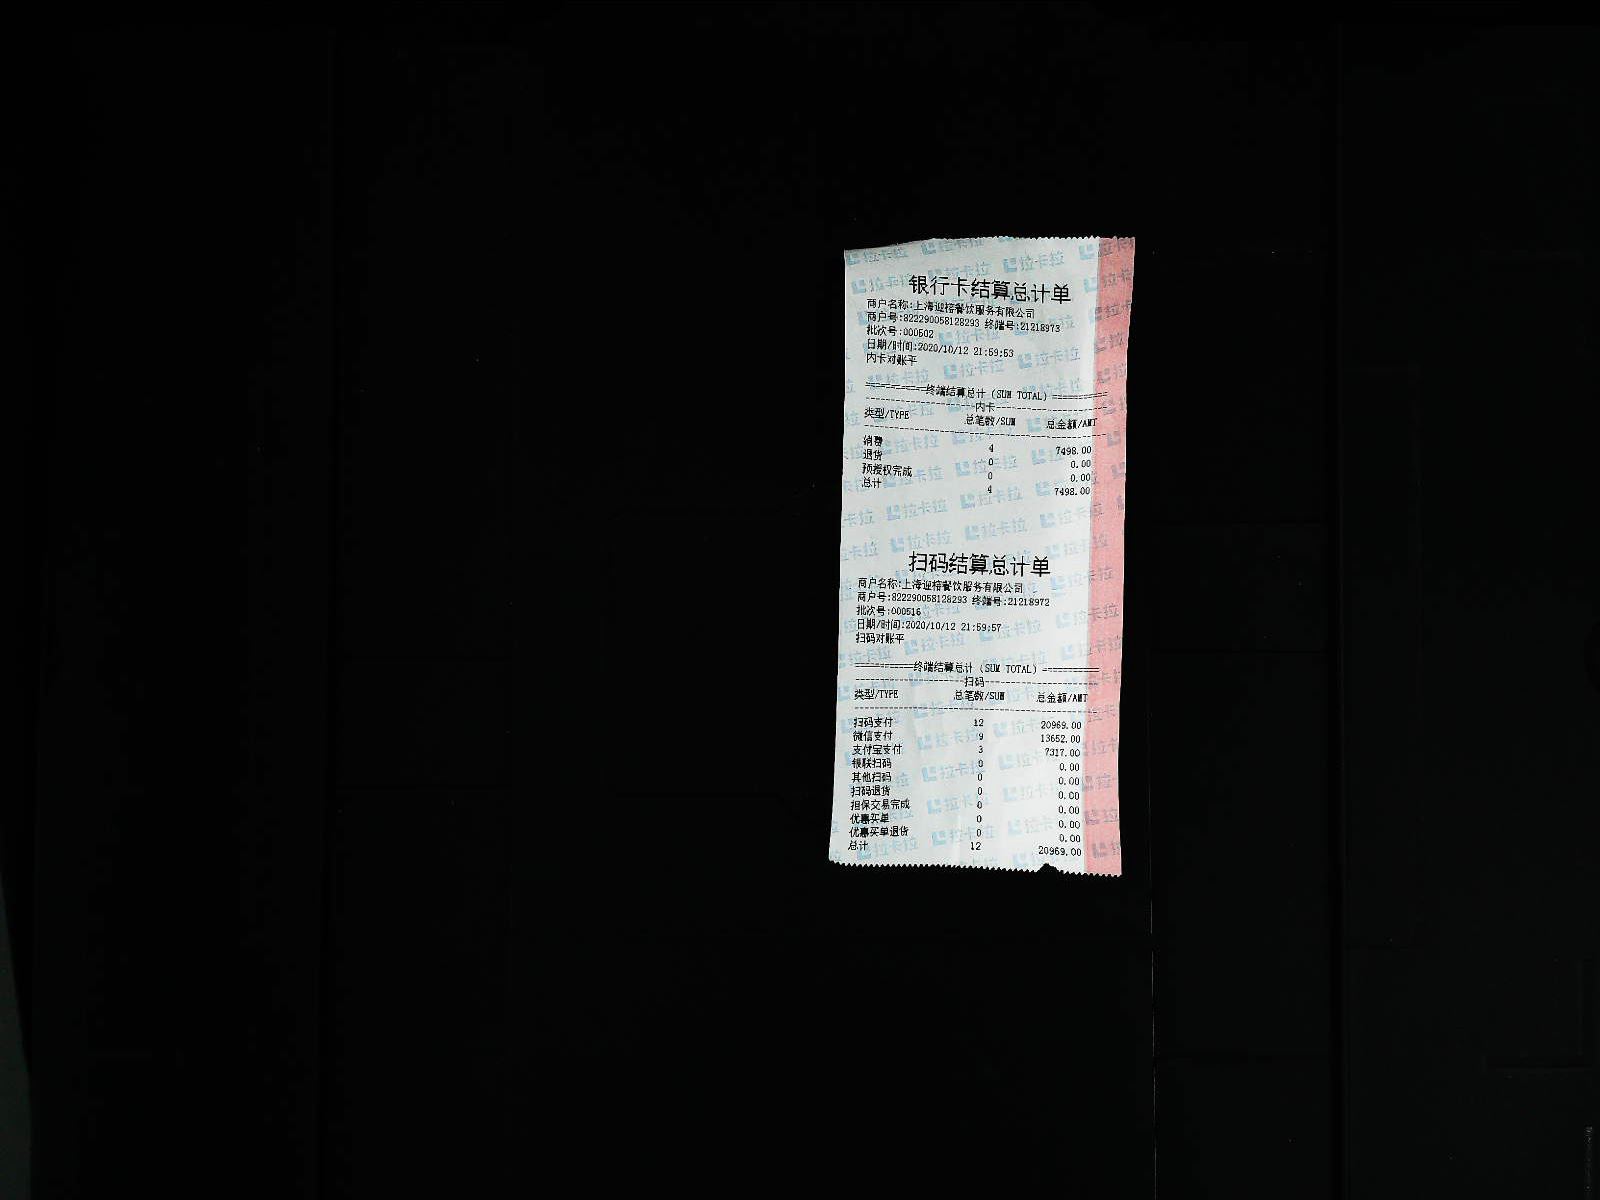 银行卡结算总计单
商户名称:上海迎榕餐饮服务有限公司
商户号:822290058128293 终端号:21218973
批次号:000502
日期/时间:2020/10/12 21:59:53
内卡对账平
===========终端结算总计(SUM TOTAL)==========
--------------------内卡--------------------
类型/TYPE 总笔数/SUM 总金额/AMT
消费 4 7498.00
退货 0 0.00
预授权完成 0 0.00
总计 4 7498.00
扫码结算总计单
商户名称:上海迎榕餐饮服务有限公司
商户号:822290058128293 终端号:21218972
批次号:000516
日期/时间:2020/10/12 21:59:57
扫码对账平
===========终端结算总计(SUM TOTAL)==========
--------------------扫码--------------------
类型/TYPE 总笔数/SUM 总金额/AMT
扫码支付 12 20969.00
微信支付 9 13652.00
支付宝支付 3 7317.00
银联扫码 0 0.00
其他扫码 0 0.00
扫码退货 0 0.00
担保交易完成 0 0.00
优惠买单 0 0.00
优惠买单退货 0 0.00
总计 12 20969.00